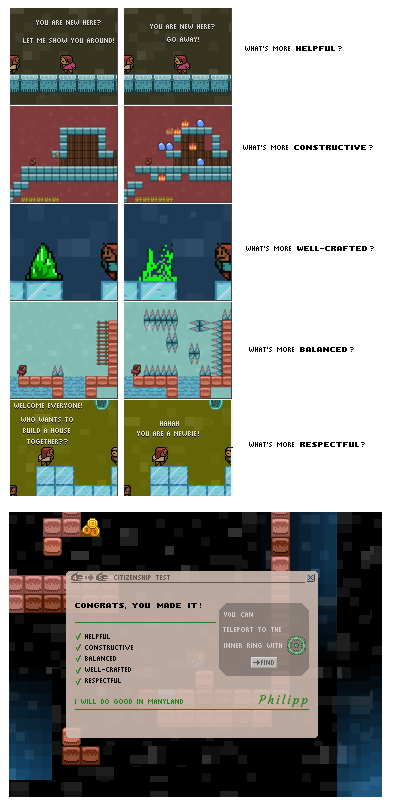 YOU ARE NEW HERE?
LET ME SHOW YOU AROUND!
YOU ARE NEW HERE?
GO AWAY!
WHAT'S MORE HELPFUL?
WHAT'S MORE CONSTRUCTIVE?
WHAT'S MORE WELL-CRAFTED?
WHAT'S MORE BALANCED?
WELCOME EVERYONE!
WHO WANTS TO
BUILD A HOUSE
TOGETHER??
HAHAH
YOU ARE A NEWBIE!
WHAT'S MORE RESPECTFUL?
CITIZENSHIP TEST
CONGRATS, YOU MADE IT!
HELPFUL
CONSTRUCTIVE
BALANCED
WELL-CRAFTED
RESPECTFUL
I WILL DO GOOD IN MANYLAND
YOU CAN
TELEPORT TO THE
INNER RING WITH
FIND
Philipp